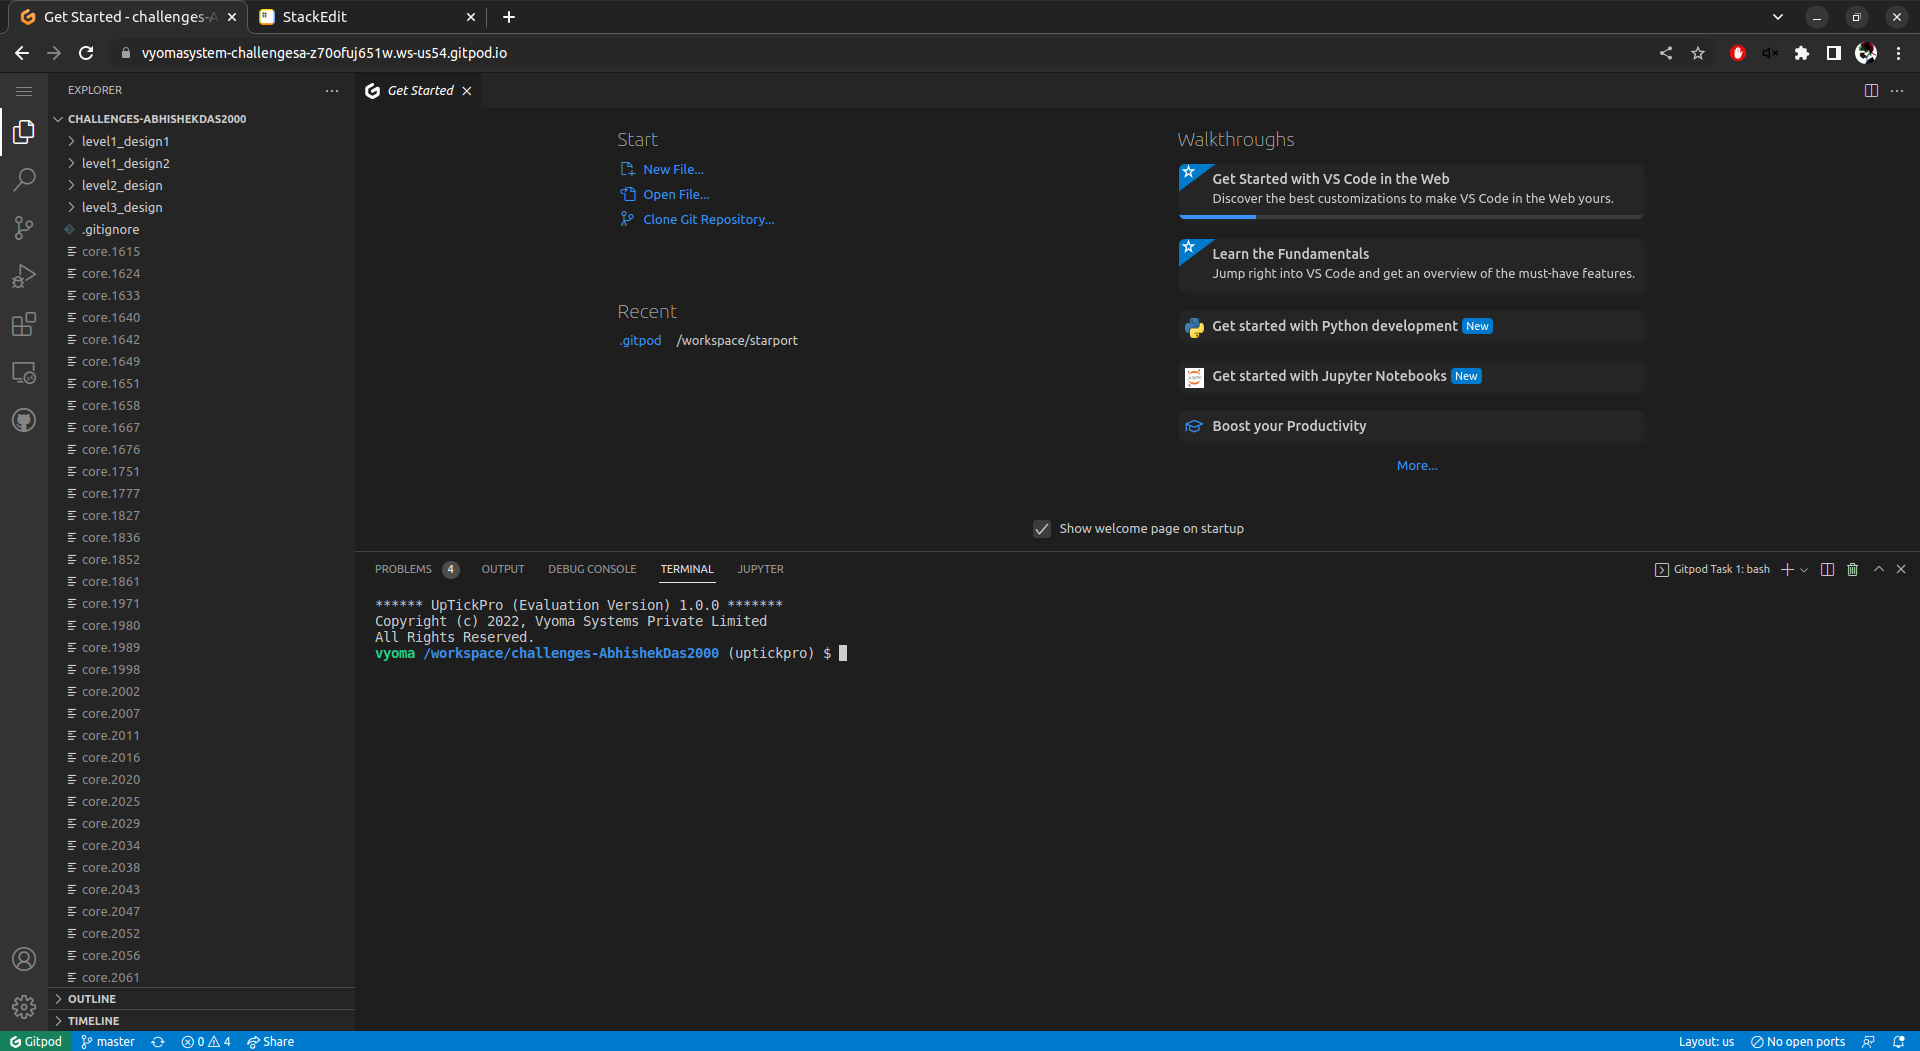 Get Started - challenges-A
StackEdit
vyomasystem-challengesa-z70ofuj651w.ws-us54.gitpod.io
EXPLORER
CHALLENGES-ABHISHEKDAS2000
level1_design1
level1_design2
level2_design
level3_design
.gitignore
core.1615
core.1624
core.1633
core.1640
core.1642
core.1649
core.1651
core.1658
core.1667
core.1676
core.1751
core.1777
core.1827
core.1836
core.1852
core.1861
core.1971
core.1980
core.1989
core.1998
core.2002
core.2007
core.2011
core.2016
core.2020
core.2025
core.2029
core.2034
core.2038
core.2043
core.2047
core.2052
core.2056
core.2061
OUTLINE
TIMELINE
Get Started
Start
New File...
Open File...
Clone Git Repository...
Recent
.gitpod /workspace/starport
Walkthroughs
Get Started with VS Code in the Web
Discover the best customizations to make VS Code in the Web yours.
Learn the Fundamentals
Jump right into VS Code and get an overview of the must-have features.
Get started with Python development New
Get started with Jupyter Notebooks New
Boost your Productivity
More...
Show welcome page on startup
PROBLEMS 4 OUTPUT DEBUG CONSOLE TERMINAL JUPYTER
Gitpod Task 1: bash
****** UpTickPro (Evaluation Version) 1.0.0 *******
Copyright (c) 2022, Vyoma Systems Private Limited
All Rights Reserved.
vyoma /workspace/challenges-AbhishekDas2000 (uptickpro) $
Gitpod master 0 4 Share
Layout: us No open ports